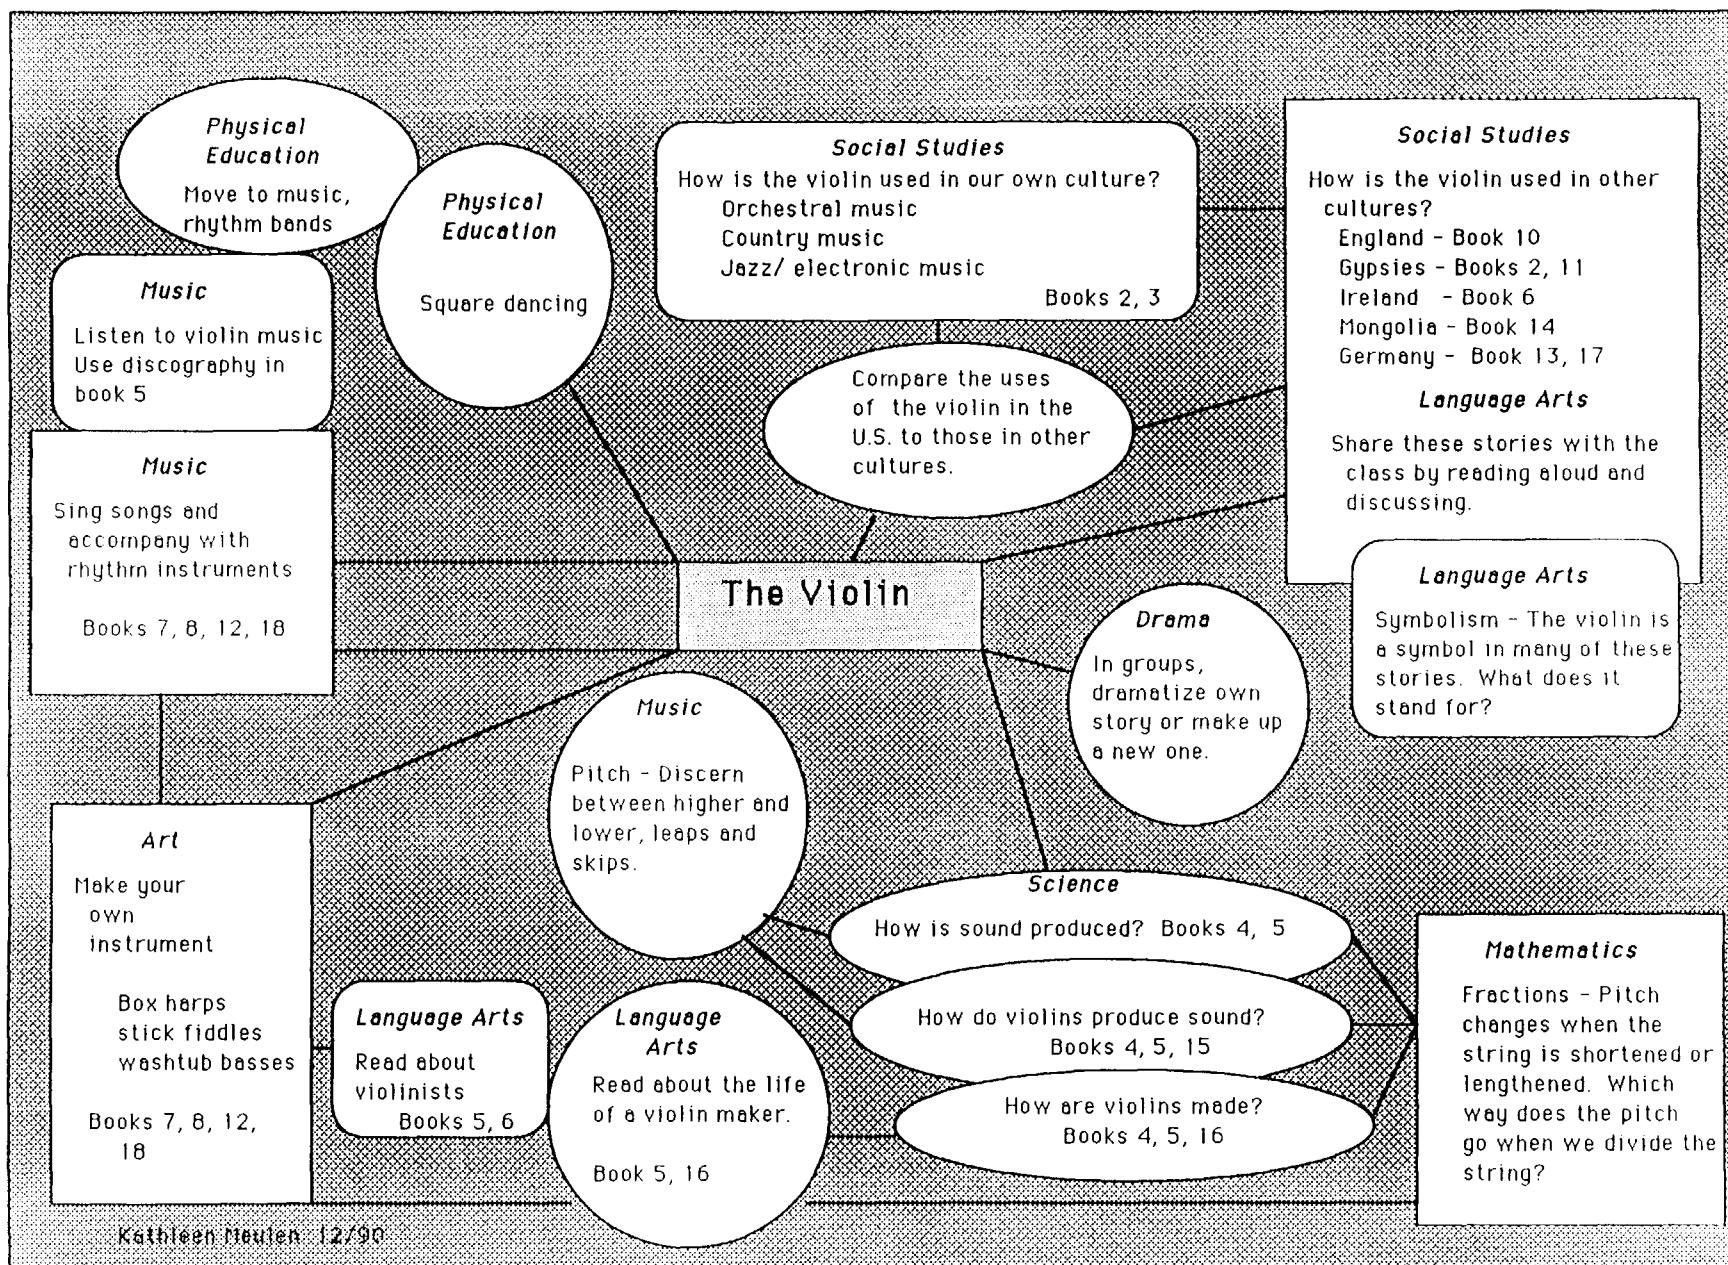 Physical
Education
Move to music,
rhythm bands
Physical
Education
Square dancing
Music
Listen to violin music
Use discography in
book 5
Music
Sing songs and
accompany with
rhythm instruments
Books 7, 8, 12, 18
Social Studies
How is the violin used in our own culture?
Orchestral music
Country music
Jazz/ electronic music
Books 2, 3
Compare the uses
of the violin in the
U.S. to those in other
cultures.
Social Studies
How is the violin used in other
cultures?
England - Book 10
Gypsies - Books 2, 11
Ireland - Book 6
Mongolia - Book 14
Germany - Book 13, 17
Language Arts
Share these stories with the
class by reading aloud and
discussing.
Language Arts
Symbolism - The violin is
a symbol in many of these
stories. What does it
stand for?
The Violin
Drama
In groups,
dramatize own
story or make up
a new one.
Music
Pitch - Discern
between higher and
lower, leaps and
skips.
Art
Make your
own
instrument
Box harps
stick fiddles
washtub basses
Books 7, 8, 12,
18
Language Arts
Read about
violinists
Books 5, 6
Language
Arts
Read about the life
of a violin maker.
Book 5, 16
Science
How is sound produced? Books 4, 5
How do violins produce sound?
Books 4, 5, 15
How are violins made?
Books 4, 5, 16
Mathematics
Fractions - Pitch
changes when the
string is shortened or
lengthened. Which
way does the pitch
go when we divide the
string?
Kathleen Meulen 12/90